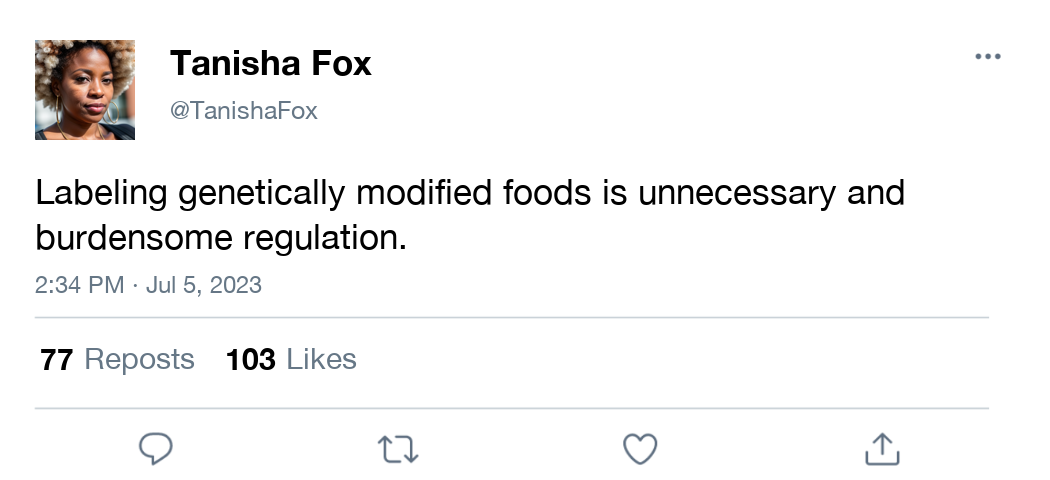 Tanisha Fox
@TanishaFox
Labeling genetically modified foods is unnecessary and
burdensome regulation.
2:34 PM · Jul 5, 2023
77 Reposts 103 Likes